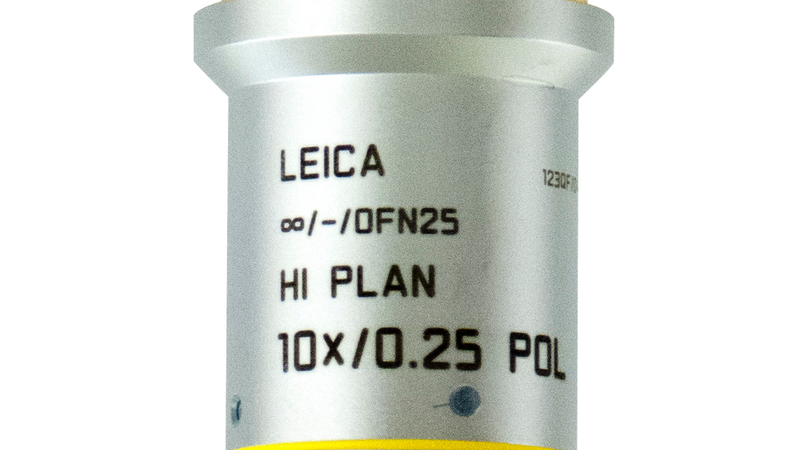 LEICA
∞/-/OFN25
HI PLAN
10x/0.25 POL